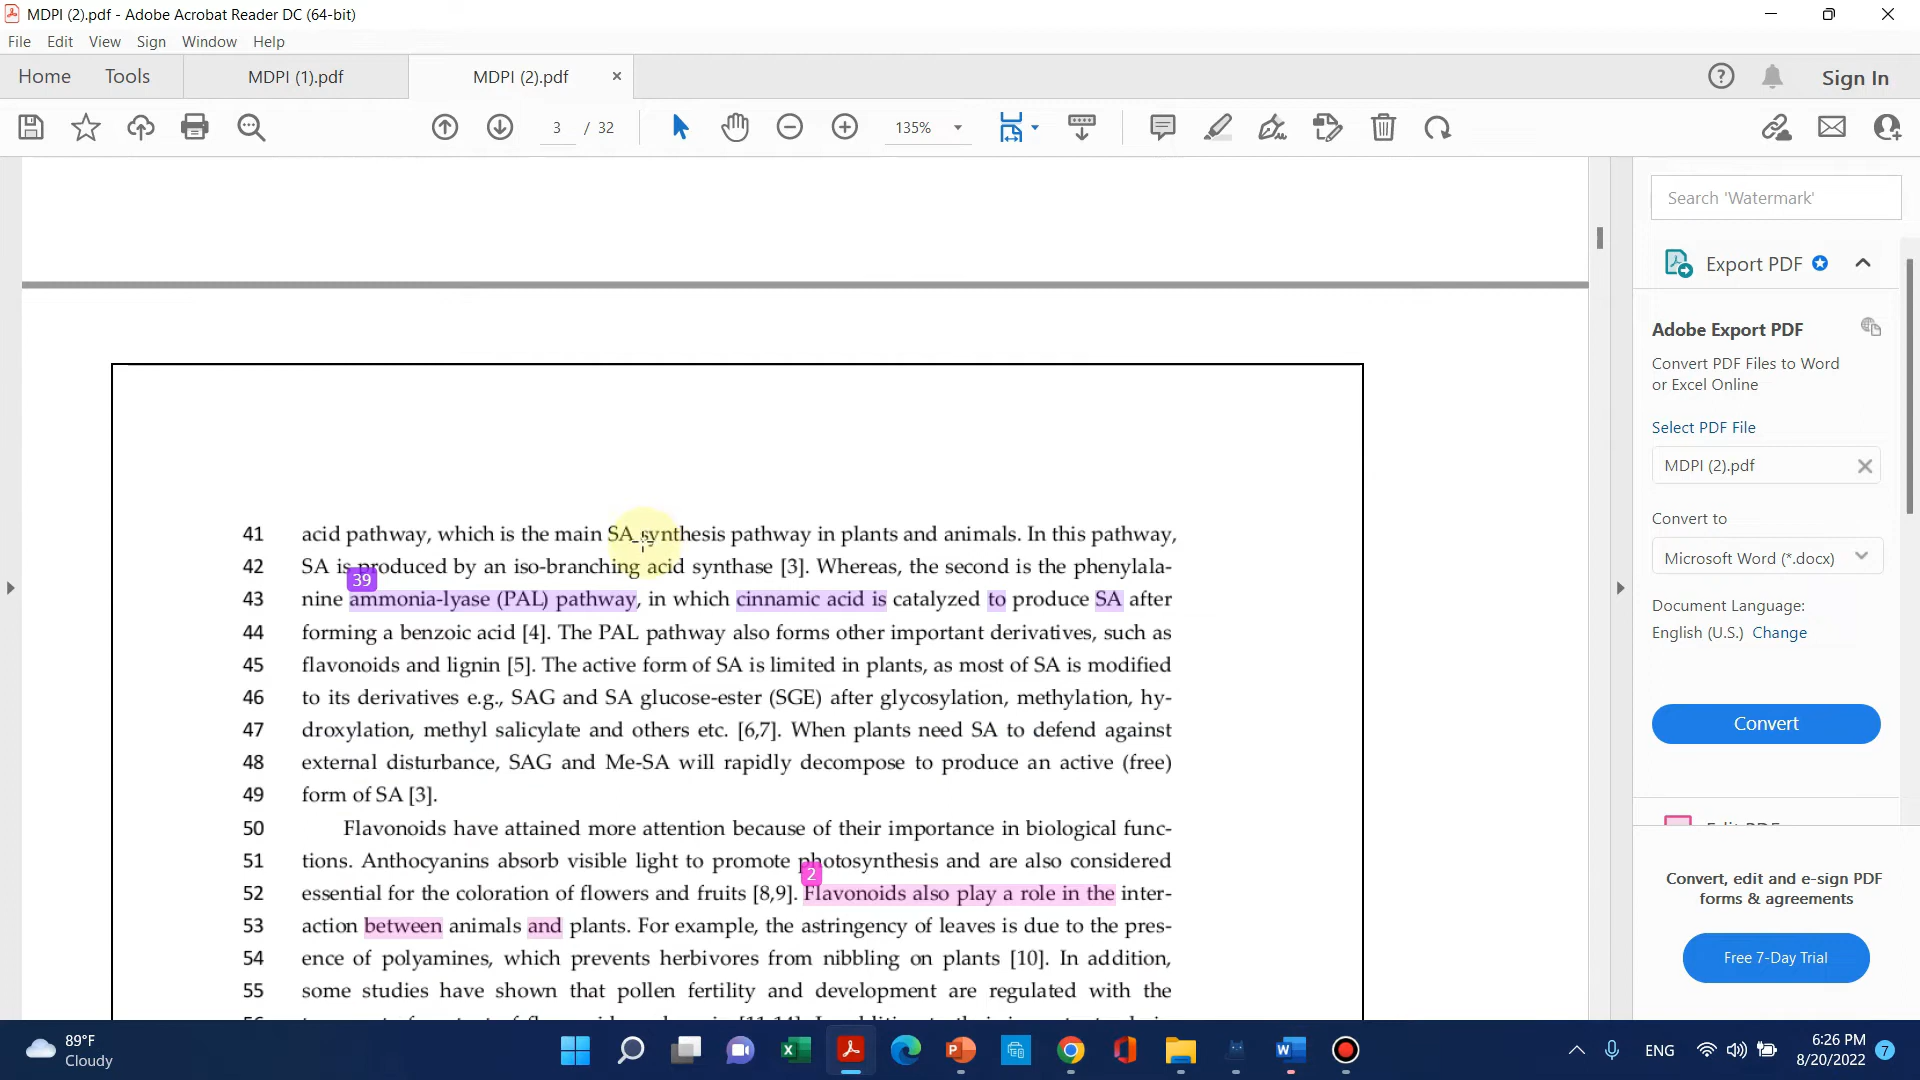 MDPI (2).pdf - Adobe Acrobat Reader DC (64-bit)
File Edit View Sign Window Help
Home Tools MDPI (1).pdf MDPI (2).pdf Sign In
3 / 32 135%
Search 'Watermark'
Export PDF
Adobe Export PDF
Convert PDF Files to Word
or Excel Online
Select PDF File
MDPI (2).pdf
Convert to
Microsoft Word (*.docx)
Document Language:
English (U.S.) Change
Convert
Convert, edit and e-sign PDF
forms & agreements
Free 7-Day Trial
41 acid pathway, which is the main SA synthesis pathway in plants and animals. In this pathway,
42 SA is produced by an iso-branching acid synthase [3]. Whereas, the second is the phenylala-
39
43 nine ammonia-lyase (PAL) pathway, in which cinnamic acid is catalyzed to produce SA after
44 forming a benzoic acid [4]. The PAL pathway also forms other important derivatives, such as
45 flavonoids and lignin [5]. The active form of SA is limited in plants, as most of SA is modified
46 to its derivatives e.g., SAG and SA glucose-ester (SGE) after glycosylation, methylation, hy-
47 droxylation, methyl salicylate and others etc. [6,7]. When plants need SA to defend against
48 external disturbance, SAG and Me-SA will rapidly decompose to produce an active (free)
49 form of SA [3].
50 Flavonoids have attained more attention because of their importance in biological func-
51 tions. Anthocyanins absorb visible light to promote photosynthesis and are also considered
2
52 essential for the coloration of flowers and fruits [8,9]. Flavonoids also play a role in the inter-
53 action between animals and plants. For example, the astringency of leaves is due to the pres-
54 ence of polyamines, which prevents herbivores from nibbling on plants [10]. In addition,
55 some studies have shown that pollen fertility and development are regulated with the
89°F
Cloudy
ENG
6:26 PM
8/20/2022
7